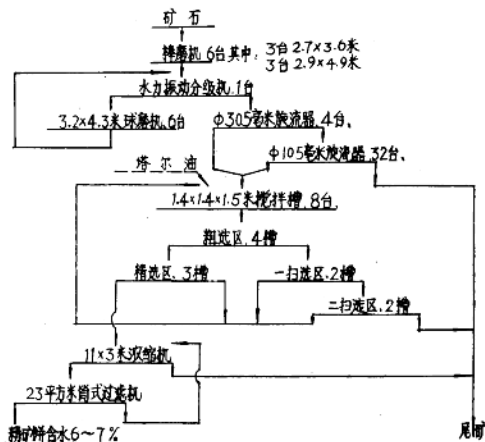 矿石
棒磨机 6台其中: 3台 2.7×3.6米
3台 2.9×4.9米
水力振动分级机.1台
3.2×4.3米球磨机.6台
φ305毫米旋流器.4台.
φ105毫米旋流器.32台.
塔尔油
1.4×1.4×1.5米搅拌槽.8台
粗选区.4槽
精选区.3槽
一扫选区.2槽
二扫选区.2槽
11×3米浓缩机
23平方米筒式过滤机
精矿饼含水6~7%
尾矿